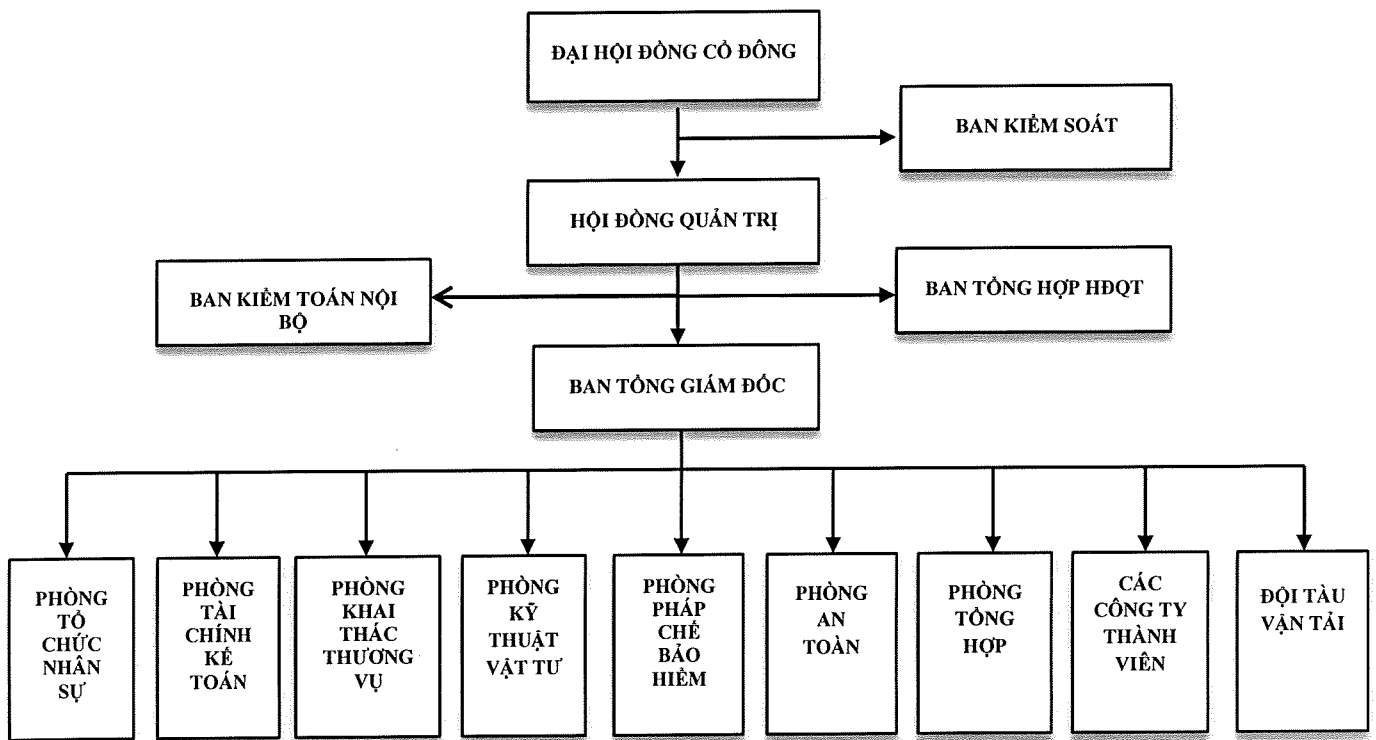 ĐẠI HỘI ĐỒNG CỔ ĐÔNG
BAN KIỂM SOÁT
HỘI ĐỒNG QUẢN TRỊ
BAN KIỂM TOÁN NỘI
BỘ
BAN TỔNG HỢP HĐQT
BAN TỔNG GIÁM ĐỐC
PHÒNG
TỔ
CHỨC
NHÂN
SỰ
PHÒNG
TÀI
CHÍNH
KẾ
TOÁN
PHÒNG
KHAI
THÁC
THƯƠNG
VỤ
PHÒNG
KỸ
THUẬT
VẬT TƯ
PHÒNG
PHÁP
CHẾ
BẢO
HIỂM
PHÒNG
AN
TOÀN
PHÒNG
TỔNG
HỢP
CÁC
CÔNG TY
THÀNH
VIÊN
ĐỘI TÀU
VẬN TẢI